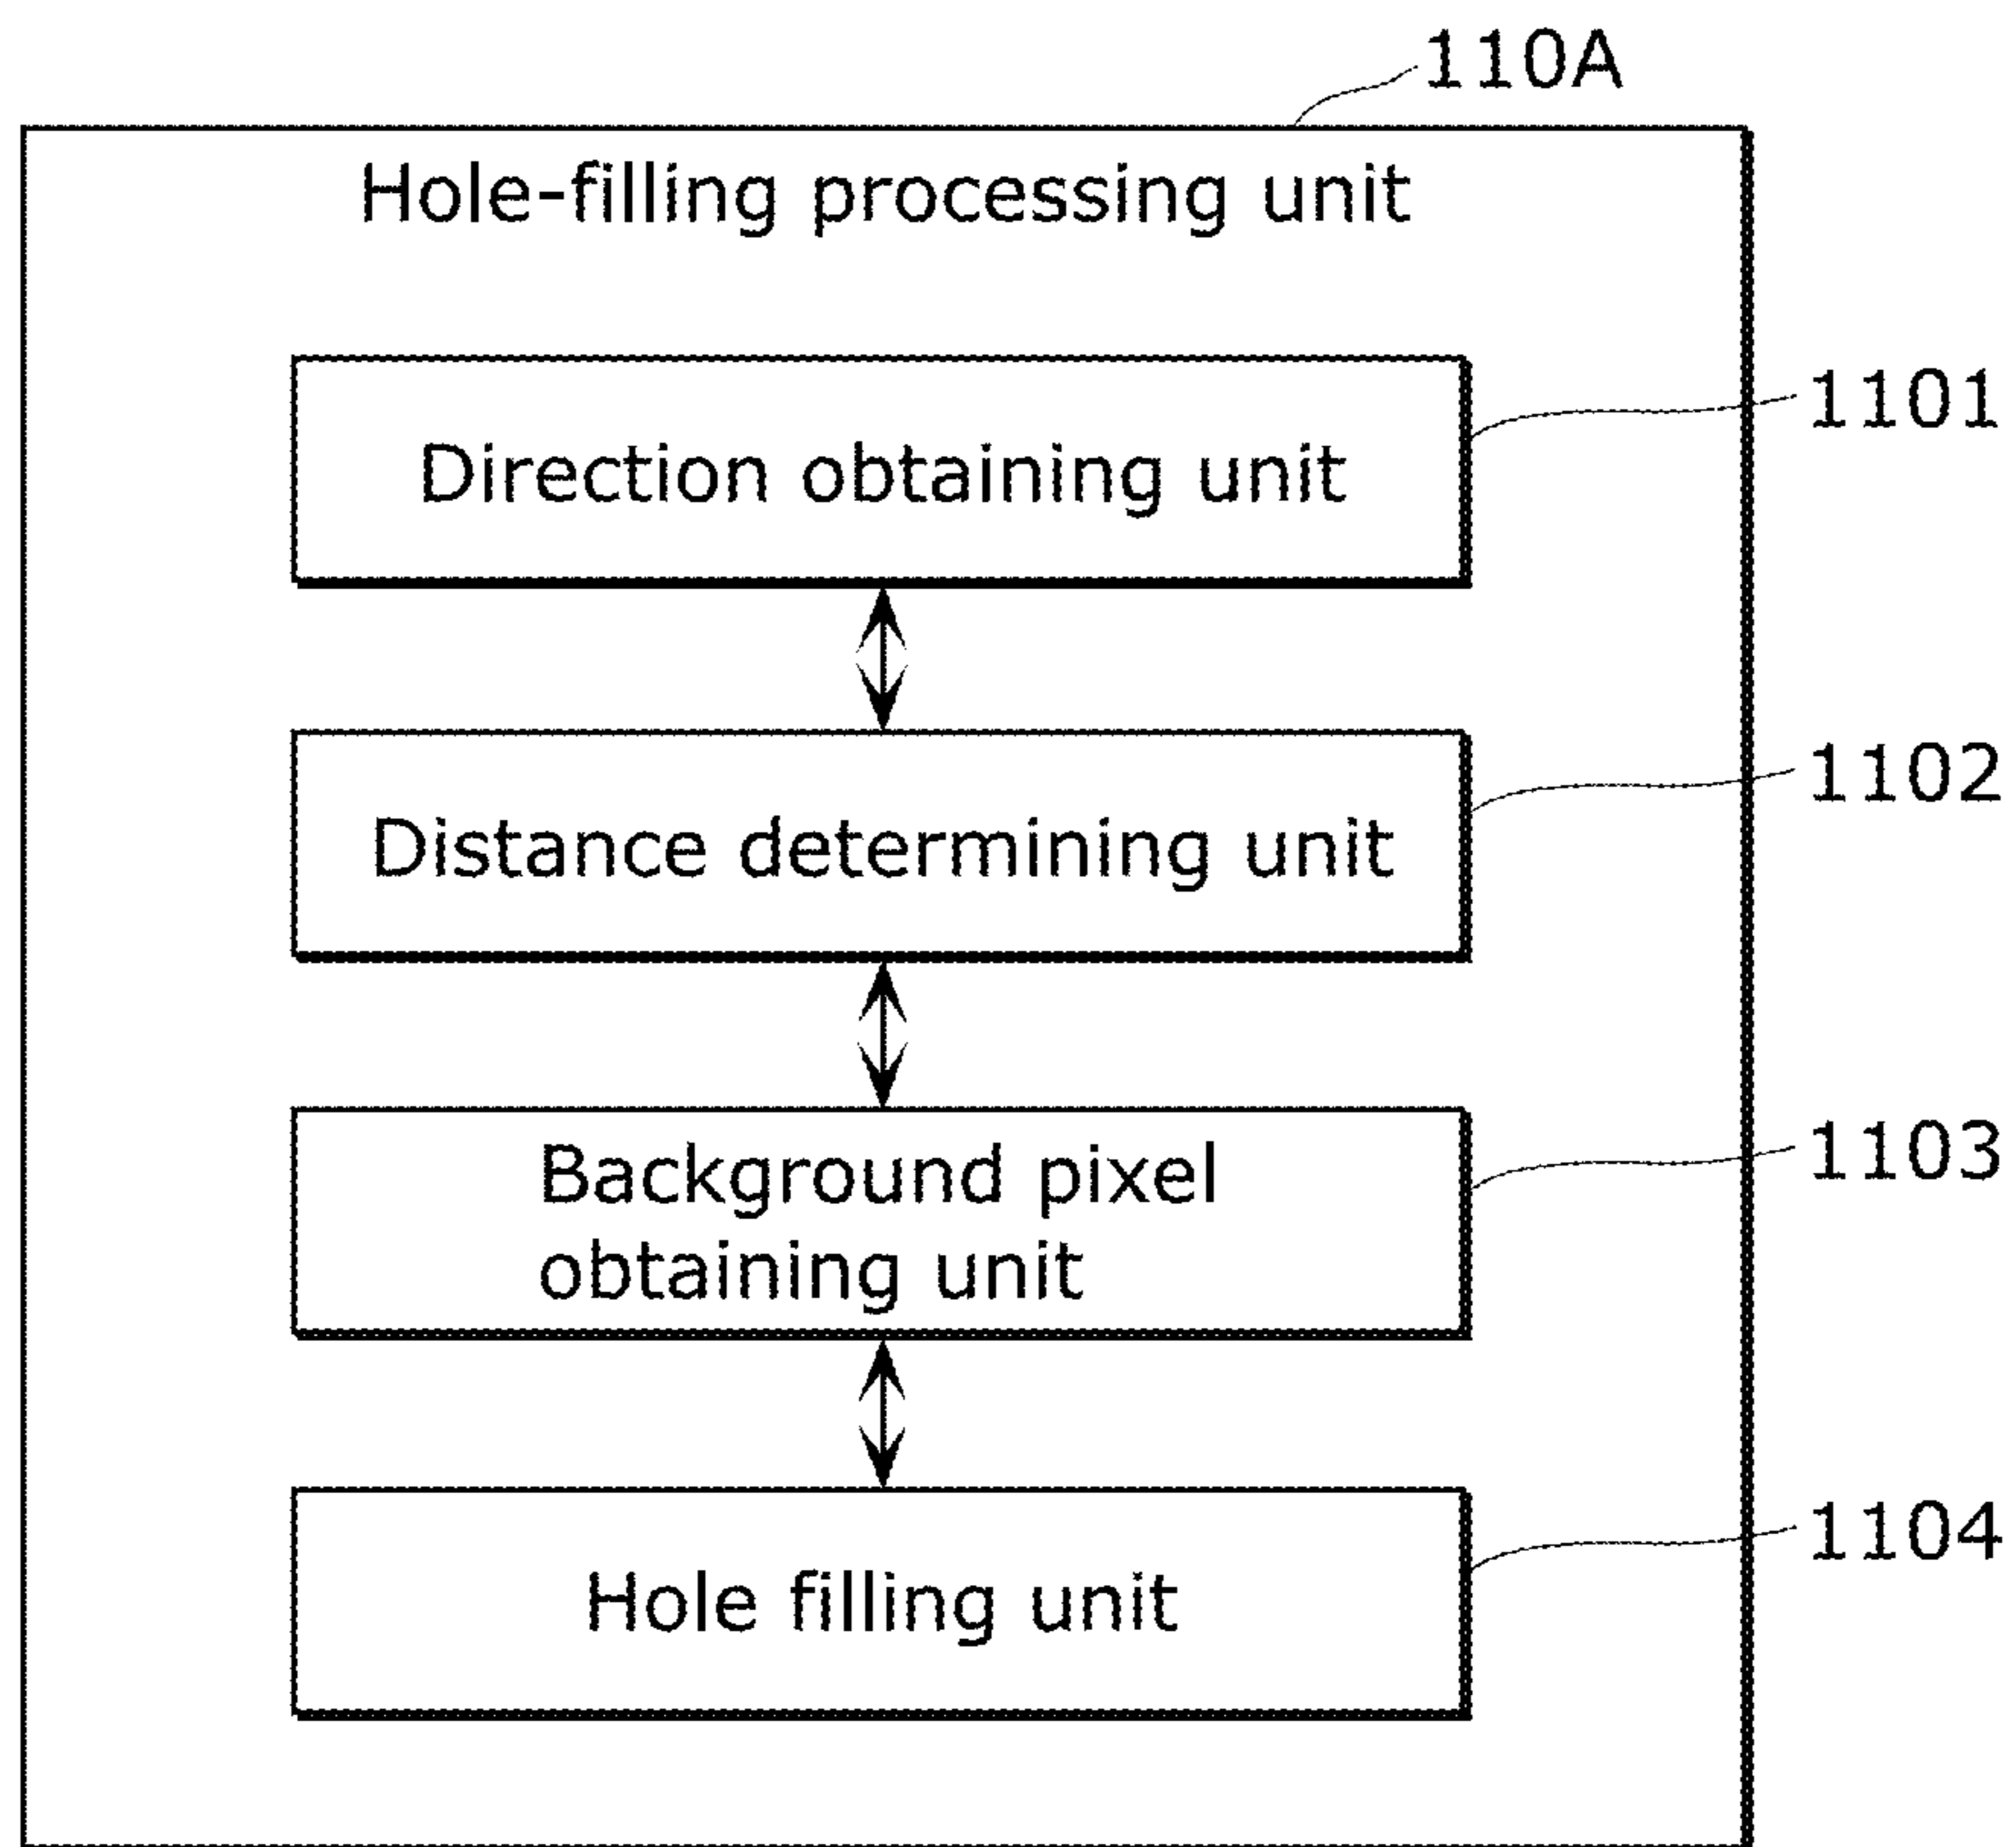 110A
Hole-filling processing unit
Direction obtaining unit
1101
Distance determining unit
1102
Background pixel
obtaining unit
1103
Hole filling unit
1104